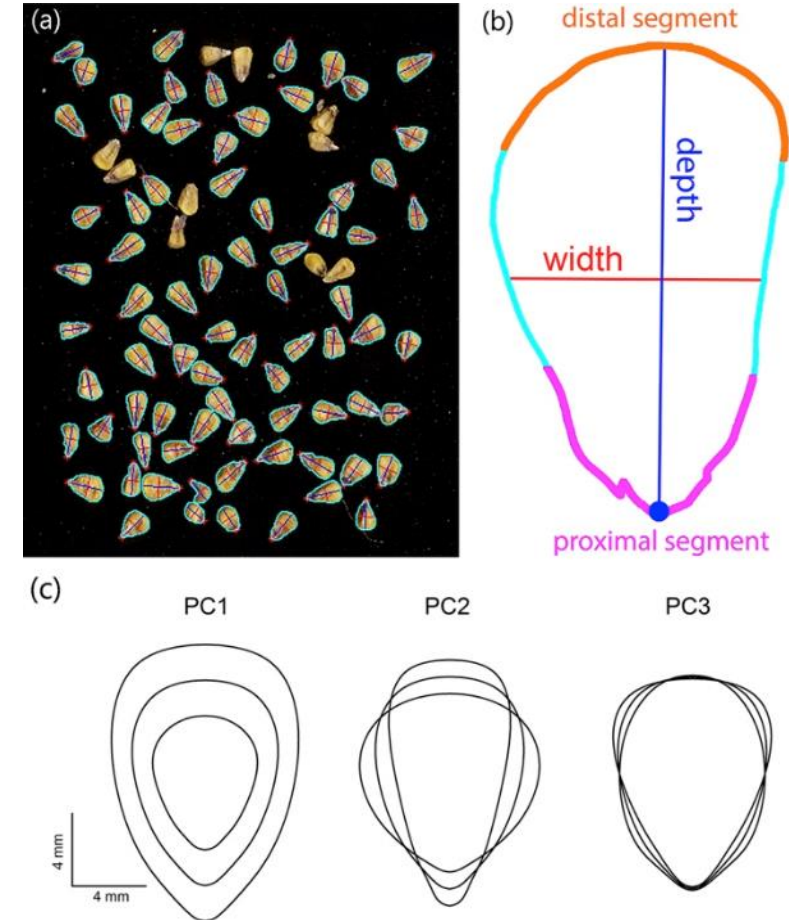 (a)
(b)
distal segment
depth
width
proximal segment
(c)
PC1
PC2
PC3
4 mm
4 mm